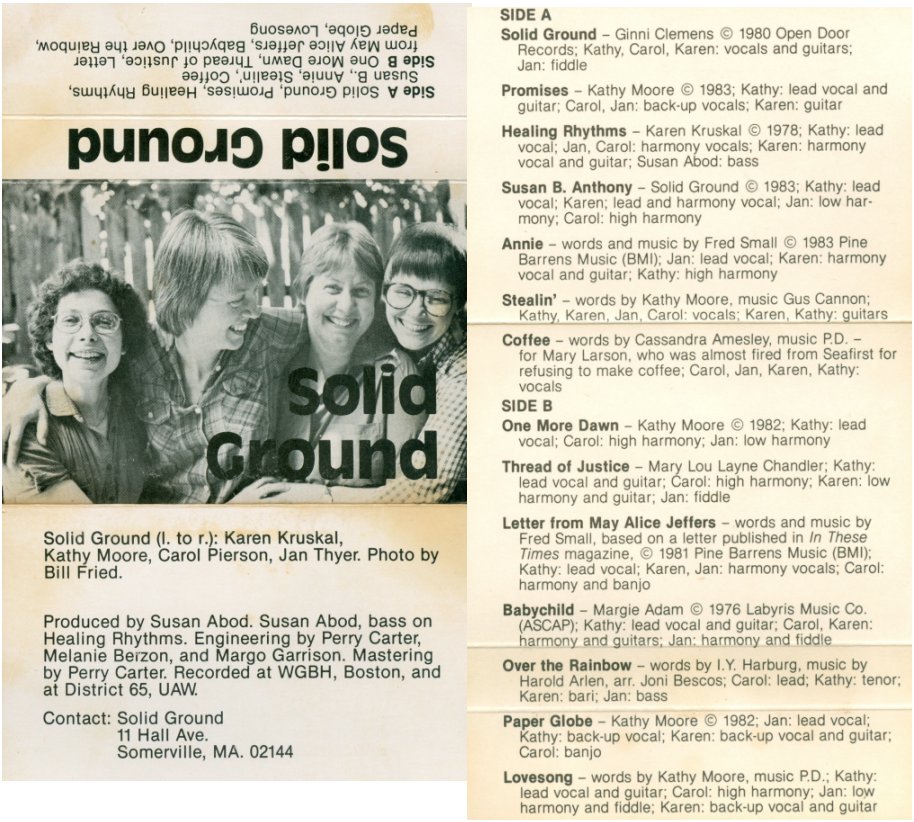 Side A Solid Ground, Promises, Healing Rhythms,
Susan B., Annie, Stealin', Coffee
Side B One More Dawn, Thread of Justice, Letter
from May Alice Jeffers, Babychild, Over the Rainbow,
Paper Globe, Lovesong
Solid Ground
Solid
Ground
Solid Ground (l. to r.): Karen Kruskal,
Kathy Moore, Carol Pierson, Jan Thyer. Photo by
Bill Fried.
Produced by Susan Abod. Susan Abod, bass on
Healing Rhythms. Engineering by Perry Carter,
Melanie Berzon, and Margo Garrison. Mastering
by Perry Carter. Recorded at WGBH, Boston, and
at District 65, UAW.
Contact: Solid Ground
11 Hall Ave.
Somerville, MA. 02144
SIDE A
Solid Ground – Ginni Clemens © 1980 Open Door
Records; Kathy, Carol, Karen: vocals and guitars;
Jan: fiddle
Promises – Kathy Moore © 1983; Kathy: lead vocal and
guitar; Carol, Jan: back-up vocals; Karen: guitar
Healing Rhythms – Karen Kruskal © 1978; Kathy: lead
vocal; Jan, Carol: harmony vocals; Karen: harmony
vocal and guitar; Susan Abod: bass
Susan B. Anthony – Solid Ground © 1983; Kathy: lead
vocal; Karen; lead and harmony vocal; Jan: low har-
mony; Carol: high harmony
Annie – words and music by Fred Small © 1983 Pine
Barrens Music (BMI); Jan: lead vocal; Karen: harmony
vocal and guitar; Kathy: high harmony
Stealin' – words by Kathy Moore, music Gus Cannon;
Kathy, Karen, Jan, Carol: vocals; Karen, Kathy: guitars
Coffee – words by Cassandra Amesley, music P.D. –
for Mary Larson, who was almost fired from Seafirst for
refusing to make coffee; Carol, Jan, Karen, Kathy:
vocals
SIDE B
One More Dawn – Kathy Moore © 1982; Kathy: lead
vocal; Carol: high harmony; Jan: low harmony
Thread of Justice – Mary Lou Layne Chandler; Kathy:
lead vocal and guitar; Carol: high harmony; Karen: low
harmony and guitar; Jan: fiddle
Letter from May Alice Jeffers – words and music by
Fred Small, based on a letter published in In These
Times magazine, © 1981 Pine Barrens Music (BMI);
Kathy: lead vocal; Karen, Jan: harmony vocals; Carol:
harmony and banjo
Babychild – Margie Adam © 1976 Labyris Music Co.
(ASCAP); Kathy: lead vocal and guitar; Carol, Karen:
harmony and guitars; Jan: harmony and fiddle
Over the Rainbow – words by I.Y. Harburg, music by
Harold Arlen, arr. Joni Bescos; Carol: lead; Kathy: tenor;
Karen: bari; Jan: bass
Paper Globe – Kathy Moore © 1982; Jan: lead vocal;
Kathy: back-up vocal; Karen: back-up vocal and guitar;
Carol: banjo
Lovesong – words by Kathy Moore, music P.D.; Kathy:
lead vocal and guitar; Carol: high harmony; Jan: low
harmony and fiddle; Karen: back-up vocal and guitar